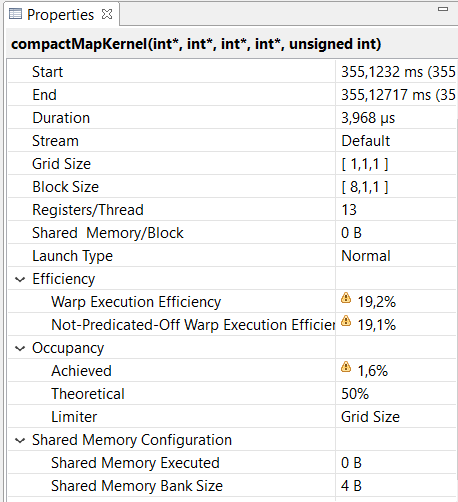 Properties
compactMapKernel(int*, int*, int*, int*, unsigned int)
Start 355,1232 ms (355
End 355,12717 ms (35
Duration 3,968 µs
Stream Default
Grid Size [ 1,1,1 ]
Block Size [ 8,1,1 ]
Registers/Thread 13
Shared Memory/Block 0 B
Launch Type Normal
Efficiency
Warp Execution Efficiency 19,2%
Not-Predicated-Off Warp Execution Efficier 19,1%
Occupancy
Achieved 1,6%
Theoretical 50%
Limiter Grid Size
Shared Memory Configuration
Shared Memory Executed 0 B
Shared Memory Bank Size 4 B